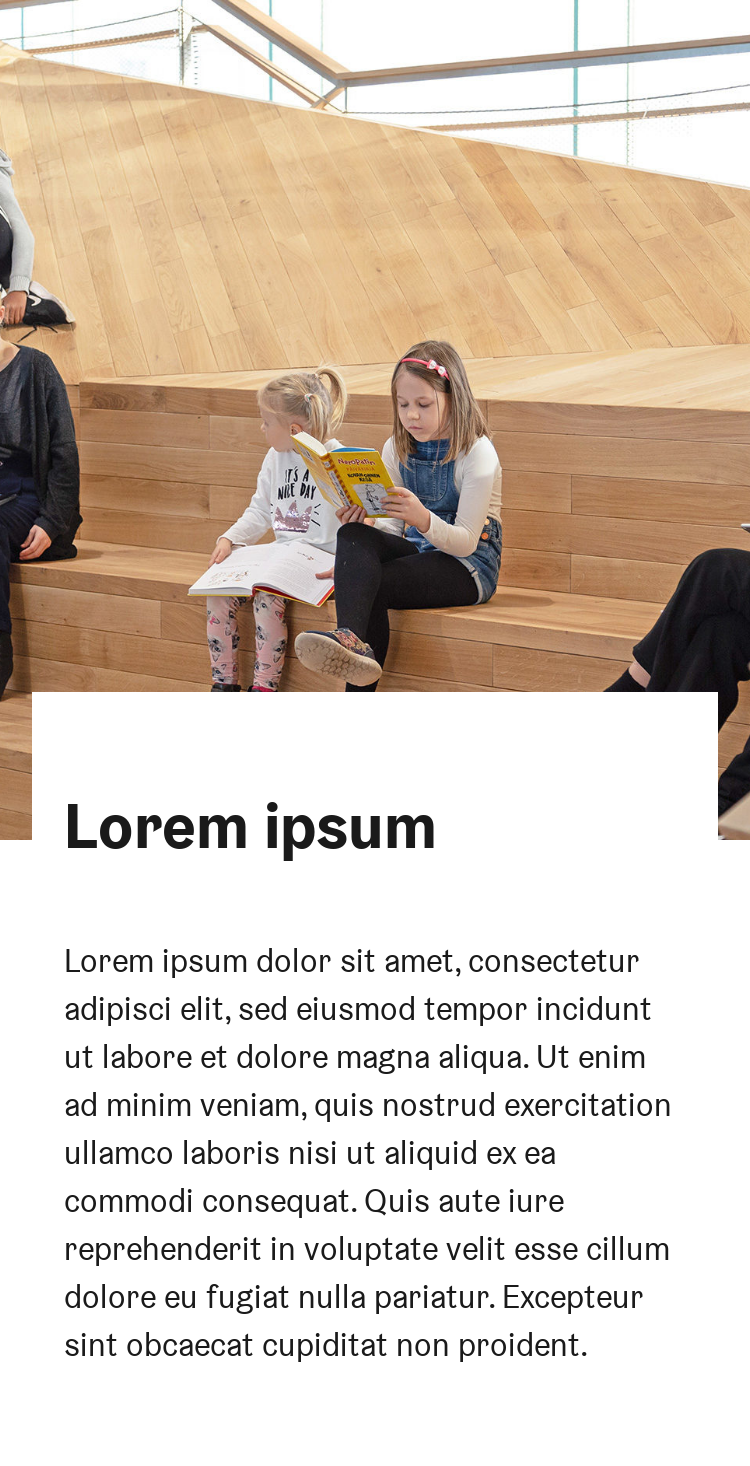 IT'S A
NICE DAY
Lorem ipsum
Lorem ipsum dolor sit amet, consectetur
adipisci elit, sed eiusmod tempor incidunt
ut labore et dolore magna aliqua. Ut enim
ad minim veniam, quis nostrud exercitation
ullamco laboris nisi ut aliquid ex ea
commodi consequat. Quis aute iure
reprehenderit in voluptate velit esse cillum
dolore eu fugiat nulla pariatur. Excepteur
sint obcaecat cupiditat non proident.